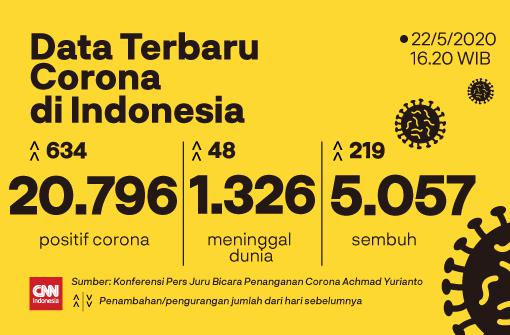 Data Terbaru
Corona
di Indonesia
22/5/2020
16.20 WIB
634
20.796
positif corona
48
1.326
meninggal
dunia
219
5.057
sembuh
CNN
Indonesia
Sumber: Konferensi Pers Juru Bicara Penanganan Corona Achmad Yurianto
Penambahan/pengurangan jumlah dari hari sebelumnya